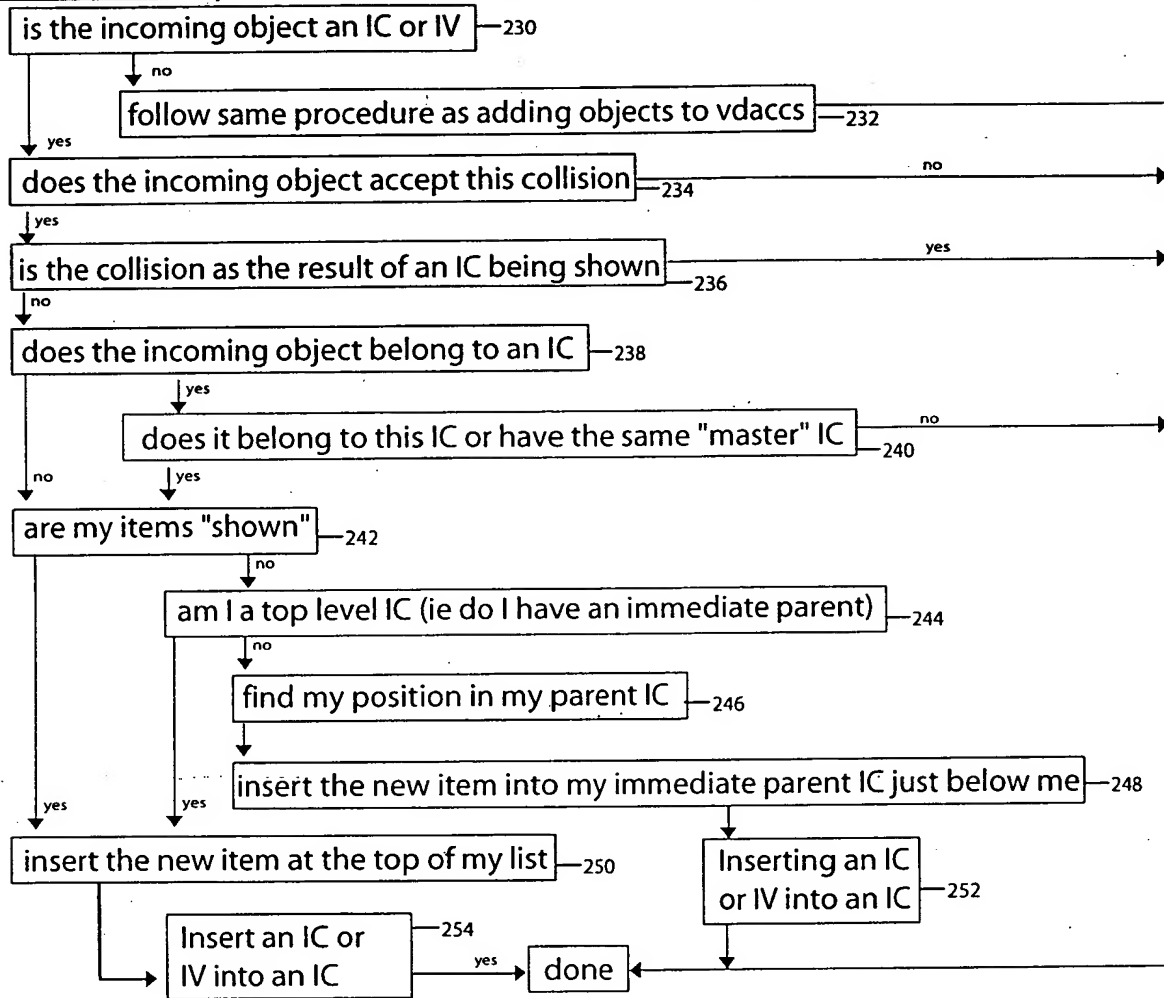 is the incoming object an IC or IV 230
no
follow same procedure as adding objects to vdaccs 232
yes
does the incoming object accept this collision 234
no
yes
is the collision as the result of an IC being shown 236
yes
no
does the incoming object belong to an IC 238
yes
does it belong to this IC or have the same "master" IC 240
no
no
yes
are my items "shown" 242
no
am I a top level IC (ie do I have an immediate parent) 244
no
find my position in my parent IC 246
insert the new item into my immediate parent IC just below me 248
yes
yes
insert the new item at the top of my list 250
Inserting an IC
or IV into an IC 252
Insert an IC or
IV into an IC 254
yes
done